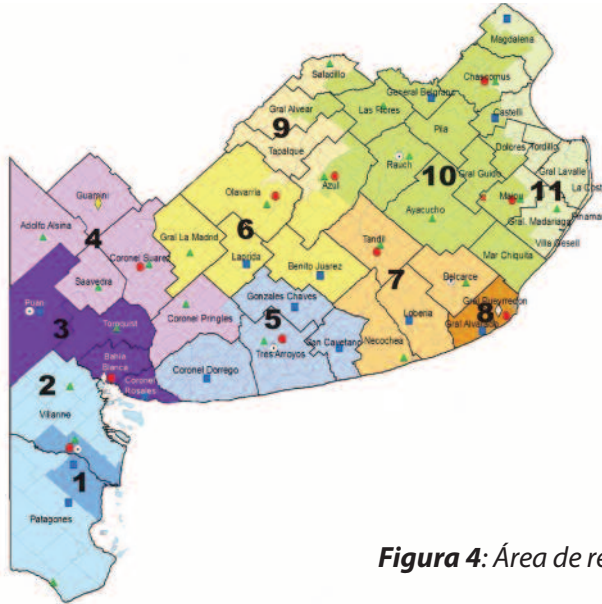 Magdalena
Chascomus
Saladillo
General Belgrano
Castelli
Las Flores
Gral Alvear
9
Pila
Dolores
Tordillo
Tapalque
Rauch
Gral Guido
Gral Lavalle
La Cost
10
11
Guamini
Olavarria
Azul
Maipu
Pinamar
Adolfo Alsina
4
6
Ayacucho
Gral. Madariaga
Villa Gesell
Coronel Suarez
Gral La Madrid
Tandil
Mar Chiquita
Laprida
Benito Juarez
7
Balcarce
Saavedra
Gonzales Chaves
Gral Pueyrredon
Puan
Coronel Pringles
5
Loberia
8
3
Tornquist
Gral Alvarado
Tres Arroyos
San Cayetano
Necochea
Bahia
Blanca
Coronel
Rosales
Coronel Dorrego
2
Villarino
1
Patagones
Figura 4: Área de re